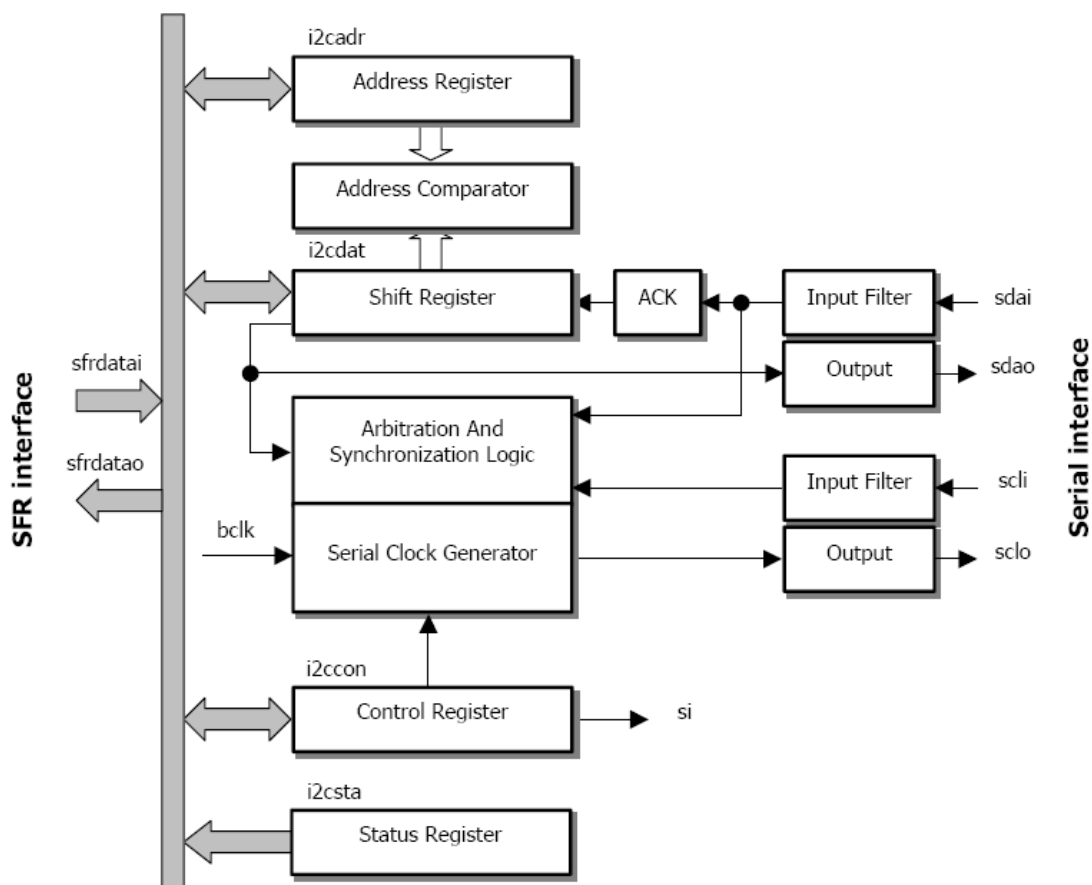 i2cadr
Address Register
Address Comparator
i2cdat
Shift Register
ACK
Input Filter
sdai
Output
sdao
sfrdatai
SFR interface
sfrdatao
Arbitration And
Synchronization Logic
Input Filter
scli
Serial interface
bclk
Serial Clock Generator
Output
sclo
i2ccon
Control Register
si
i2csta
Status Register